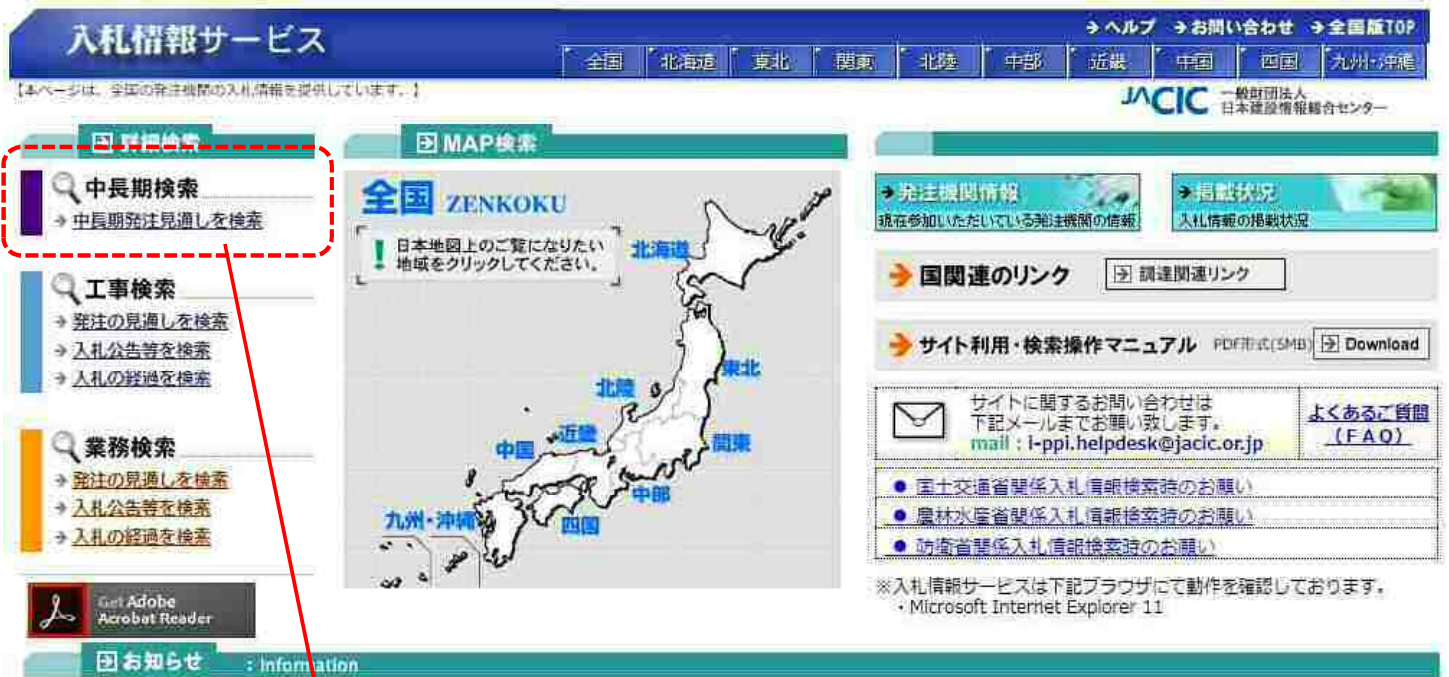 入札情報サービス
ヘルプ お問い合わせ 全国版TOP
全国 北海道 東北 関東 北陸 中部 近畿 中国 四国 九州・沖縄
【本ページは、全国の発注機関の入札情報を提供しています。】
JACIC 一般財団法人
日本建設情報総合センター
詳細検索
中長期検索
中長期発注見通しを検索
工事検索
発注の見通しを検索
入札公告等を検索
入札の経過を検索
業務検索
発注の見通しを検索
入札公告等を検索
入札の経過を検索
Get Adobe
Acrobat Reader
MAP検索
全国 ZENKOKU
! 日本地図上のご覧になりたい
地域をクリックしてください。
北海道
東北
北陸
近畿
中国
関東
中部
九州・沖縄
四国
発注機関情報
現在参加いただいている発注機関の情報
掲載状況
入札情報の掲載状況
国関連のリンク 調達関連リンク
サイト利用・検索操作マニュアル PDF形式(5MB) Download
サイトに関するお問い合わせは
下記メールまでお願い致します。
mail : i-ppi.helpdesk@jacic.or.jp
よくあるご質問
(FAQ)
● 国土交通省関係入札情報検索時のお願い
● 農林水産省関係入札情報検索時のお願い
● 防衛省関係入札情報検索時のお願い
※入札情報サービスは下記ブラウザにて動作を確認しております。
・Microsoft Internet Explorer 11
お知らせ : Information